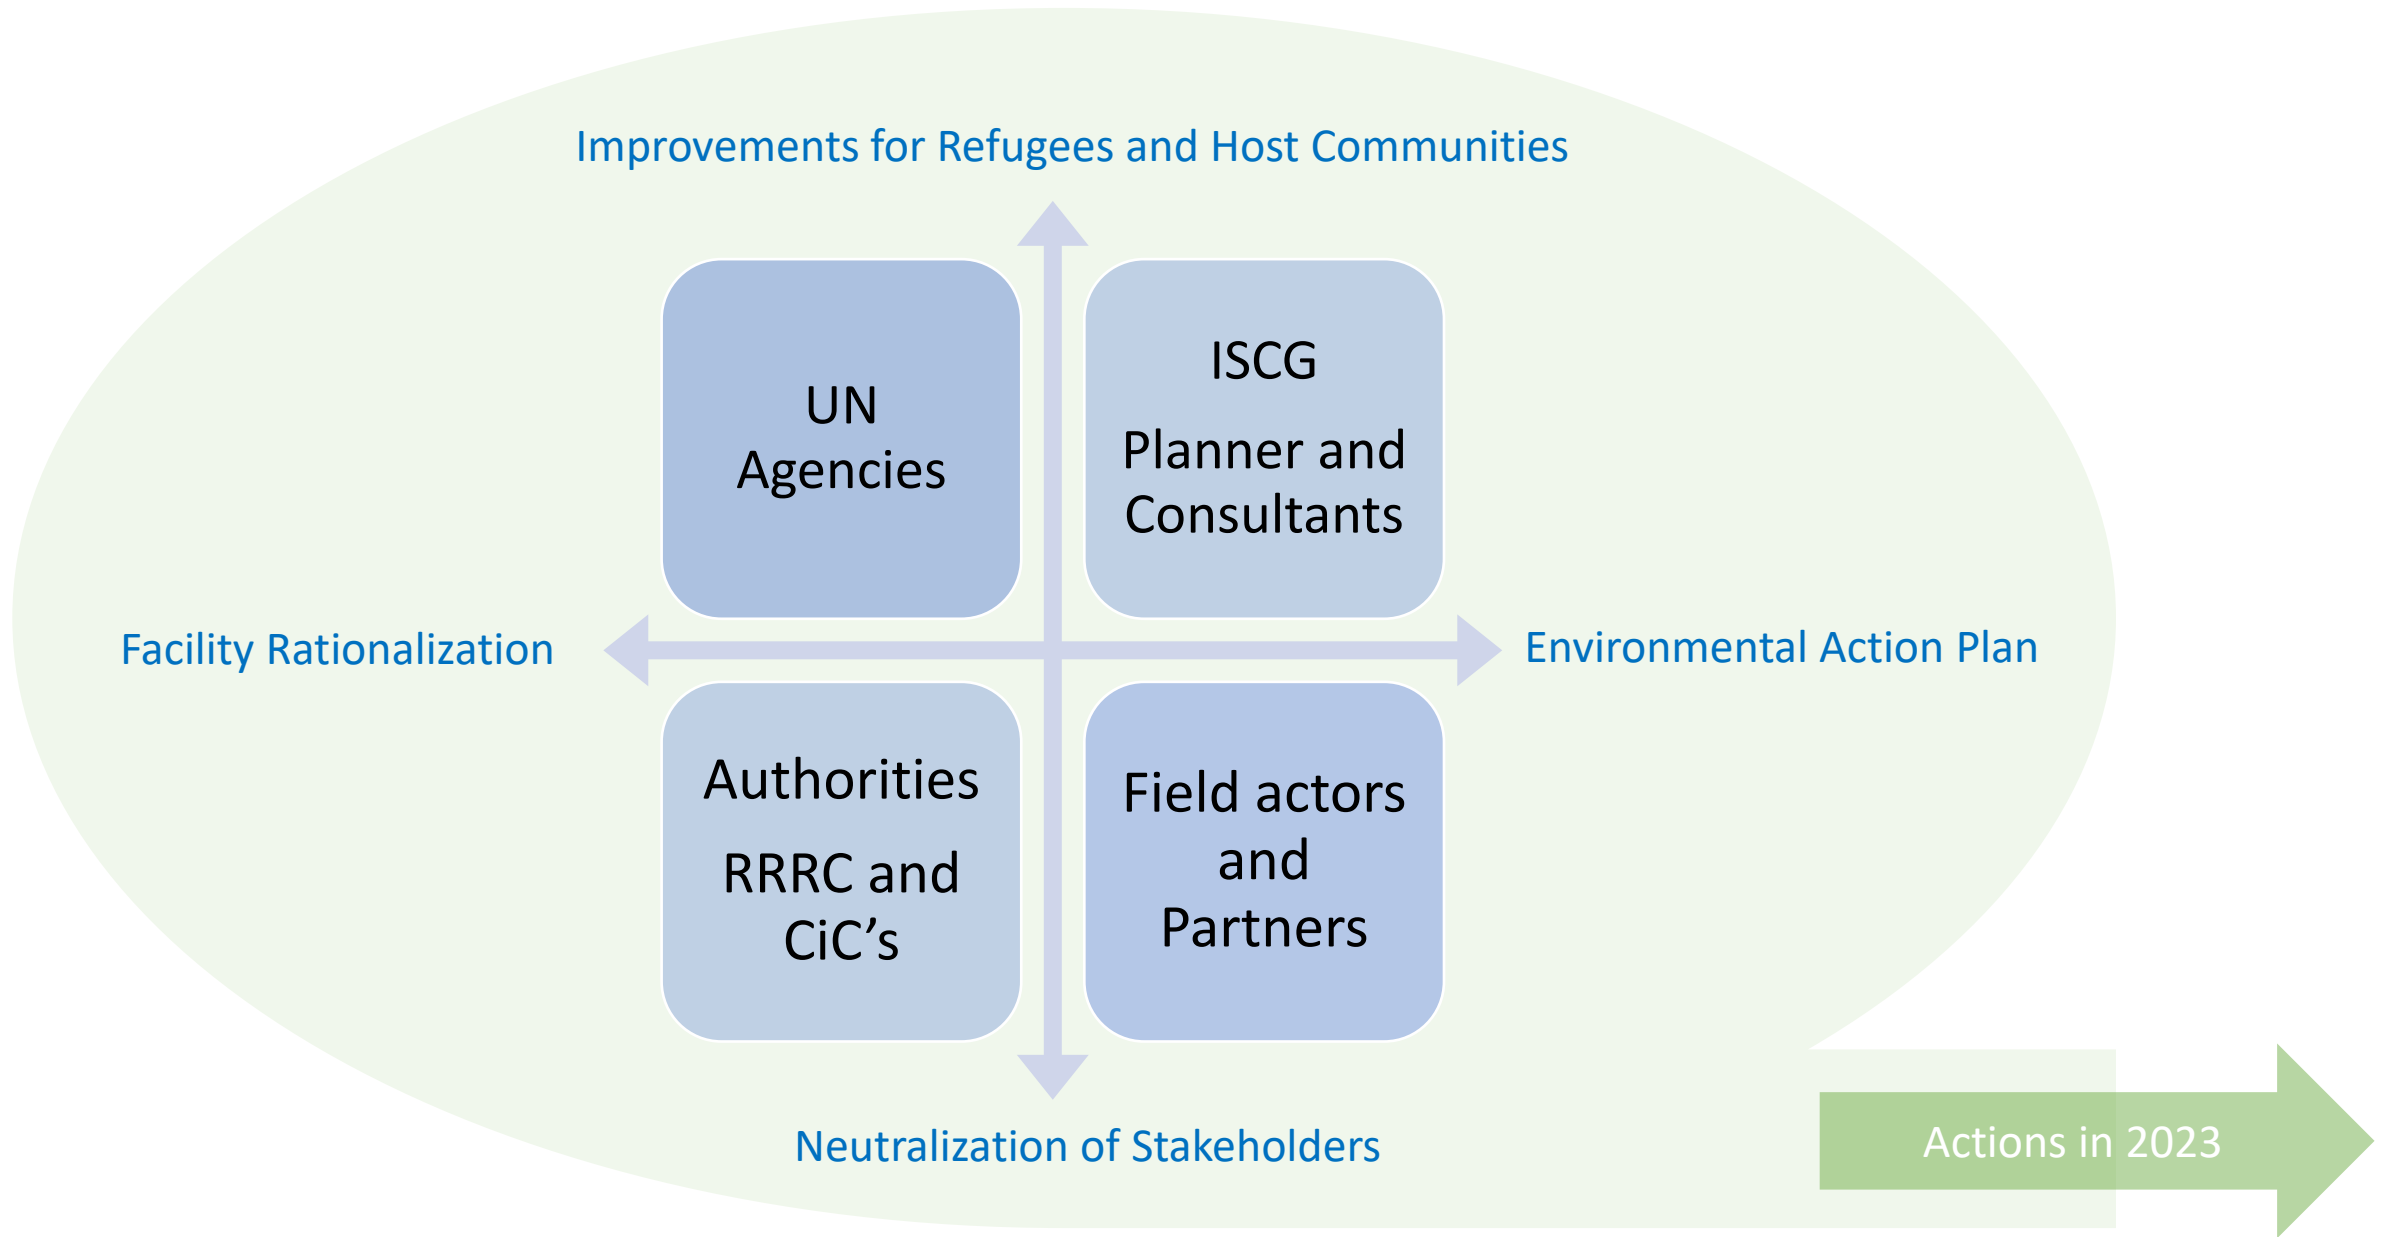 Improvements for Refugees and Host Communities
UN
Agencies
ISCG
Planner and
Consultants
Facility Rationalization
Environmental Action Plan
Authorities
RRRC and
CiC’s
Field actors
and
Partners
Neutralization of Stakeholders
Actions in 2023